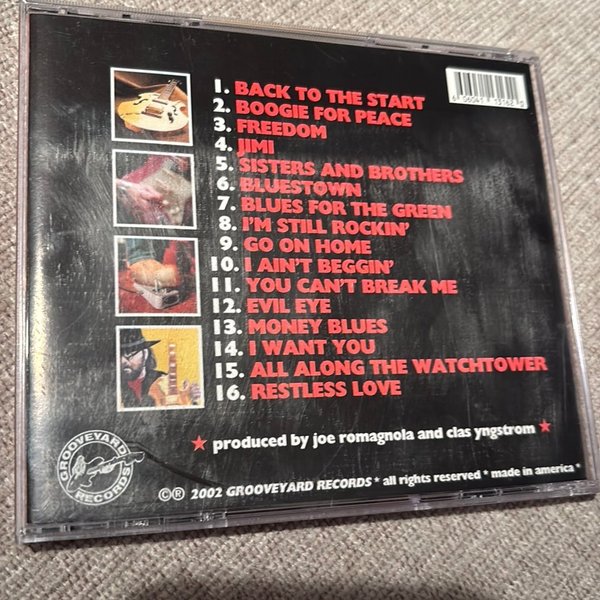 1. BACK TO THE START
2. BOOGIE FOR PEACE
3. FREEDOM
4. JIMI
5. SISTERS AND BROTHERS
6. BLUESTOWN
7. BLUES FOR THE GREEN
8. I'M STILL ROCKIN'
9. GO ON HOME
10. I AIN'T BEGGIN'
11. YOU CAN'T BREAK ME
12. EVIL EYE
13. MONEY BLUES
14. I WANT YOU
15. ALL ALONG THE WATCHTOWER
16. RESTLESS LOVE
★ produced by joe romagnola and clas yngstrom ★
GROOVEYARD RECORDS
©℗ 2002 GROOVEYARD RECORDS * all rights reserved * made in america *